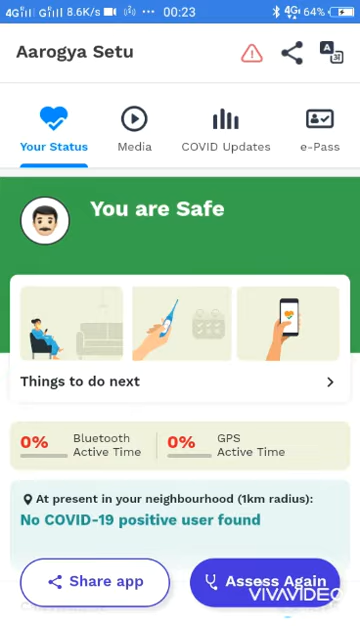 4G 4G 8.6K/s ... 00:23 4G 64%
Aarogya Setu
A
Your Status Media COVID Updates e-Pass
You are Safe
Things to do next
0% Bluetooth Active Time 0% GPS Active Time
At present in your neighbourhood (1km radius):
No COVID-19 positive user found
Share app Assess Again
VIVAVIDEO